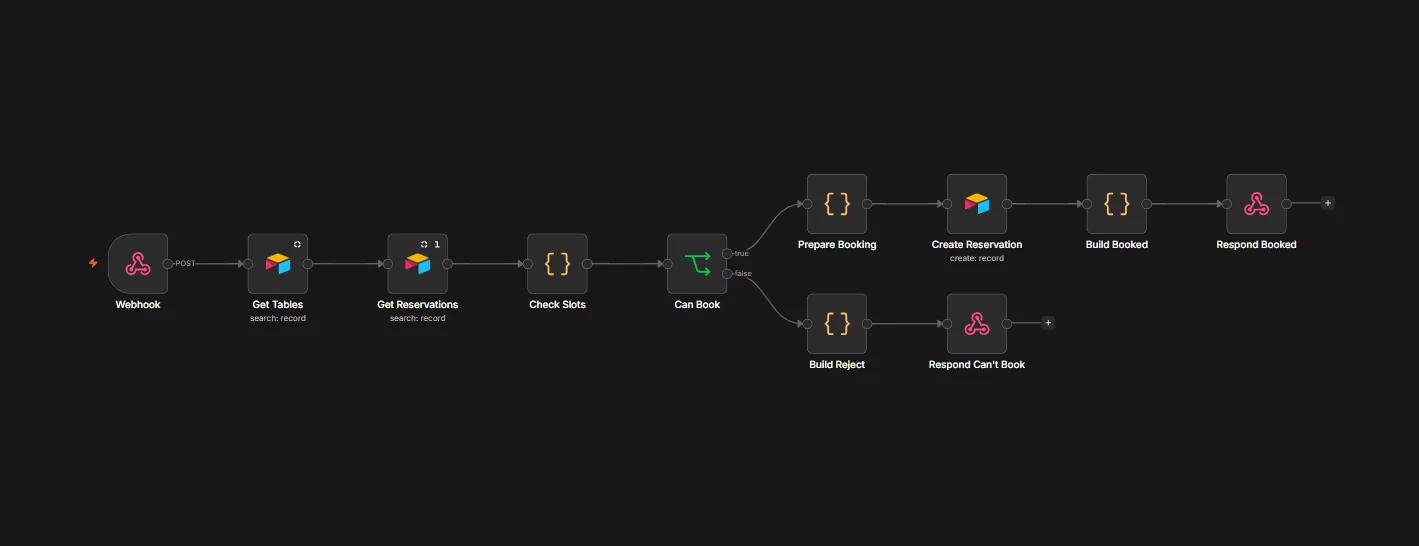 POST
Webhook
Get Tables
search: record
1
Get Reservations
search: record
Check Slots
Can Book
true
false
Prepare Booking
Create Reservation
create: record
Build Booked
Respond Booked
Build Reject
Respond Can't Book